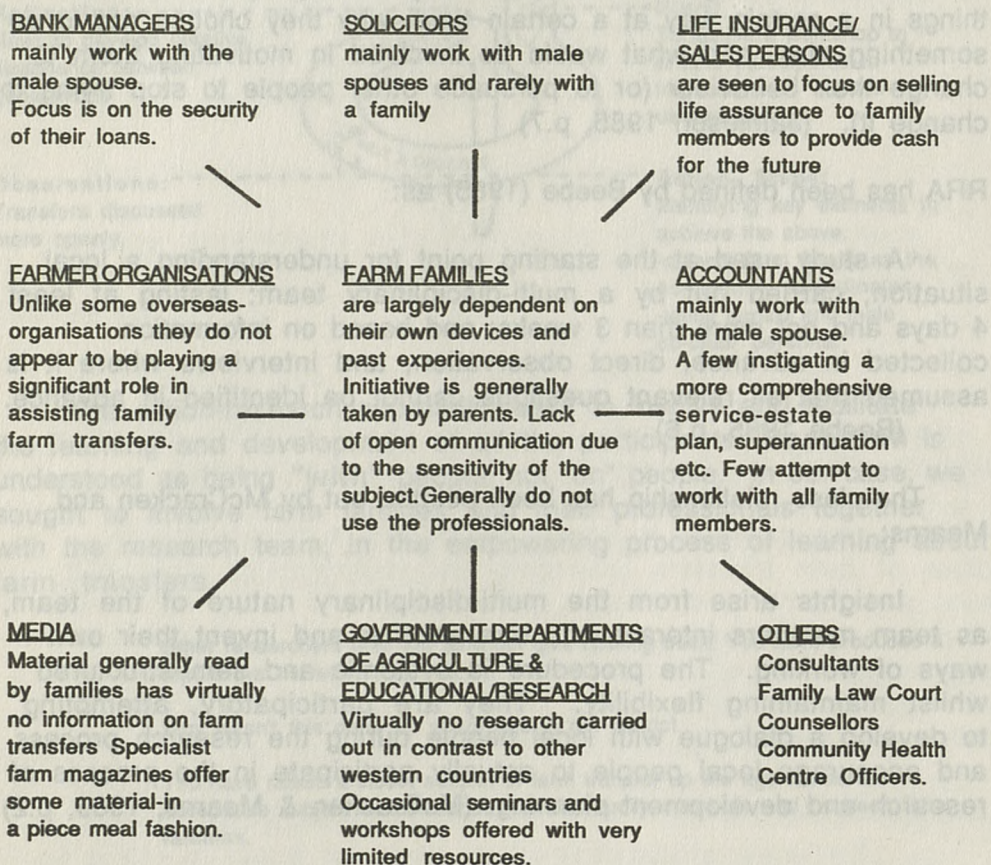 BANK MANAGERS
mainly work with the
male spouse.
Focus is on the security
of their loans.
SOLICITORS
mainly work with male
spouses and rarely with
a family
LIFE INSURANCE/
SALES PERSONS
are seen to focus on selling
life assurance to family
members to provide cash
for the future
FARMER ORGANISATIONS
Unlike some overseas
organisations they do not
appear to be playing a
significant role in
assisting family
farm transfers.
FARM FAMILIES
are largely dependent on
their own devices and
past experiences.
Initiative is generally
taken by parents. Lack
of open communication due
to the sensitivity of the
subject.Generally do not
use the professionals.
ACCOUNTANTS
mainly work with
the male spouse.
A few instigating a
more comprehensive
service-estate
plan, superannuation
etc. Few attempt to
work with all family
members.
MEDIA
Material generally read
by families has virtually
no information on farm
transfers Specialist
farm magazines offer
some material-in
a piece meal fashion.
GOVERNMENT DEPARTMENTS
OF AGRICULTURE &
EDUCATIONAL/RESEARCH
Virtually no research carried
out in contrast to other
western countries
Occasional seminars and
workshops offered with very
limited resources.
OTHERS
Consultants
Family Law Court
Counsellors
Community Health
Centre Officers.